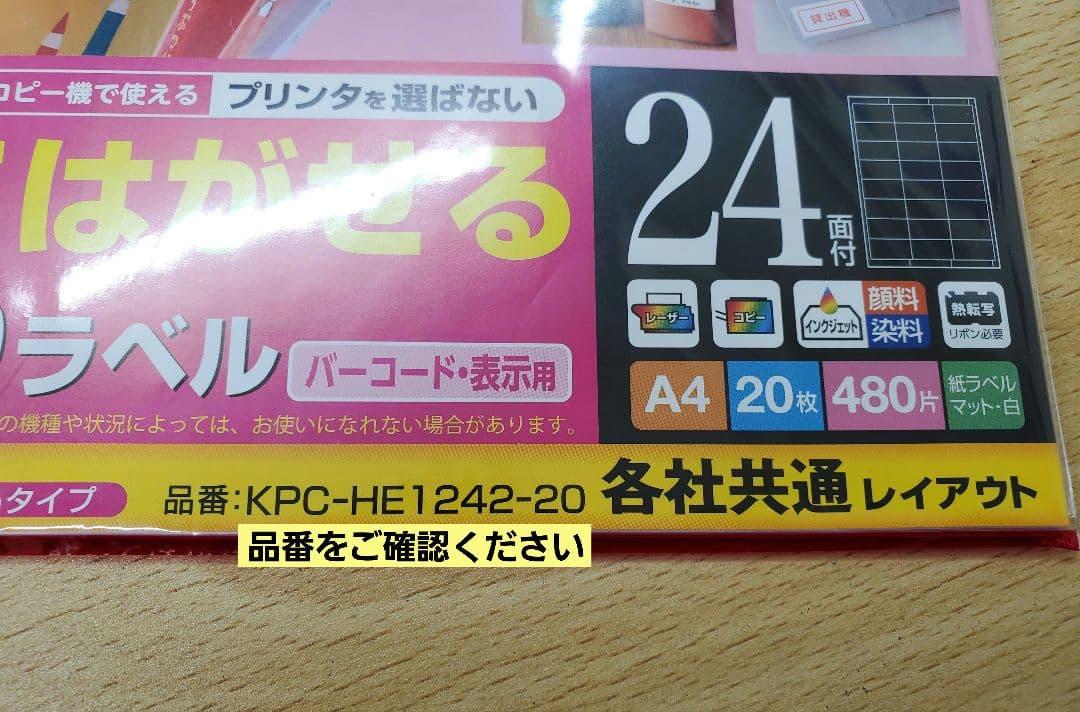 貸出機
コピー機で使える プリンタを選ばない
はがせる
24面付
ラベル バーコード・表示用
レーザー コピー インクジェット 顔料 染料 熱転写 リボン必要
A4 20枚 480片 紙ラベル マット・白
の機種や状況によっては、お使いになれない場合があります。
タイプ 品番:KPC-HE1242-20 各社共通レイアウト
品番をご確認ください